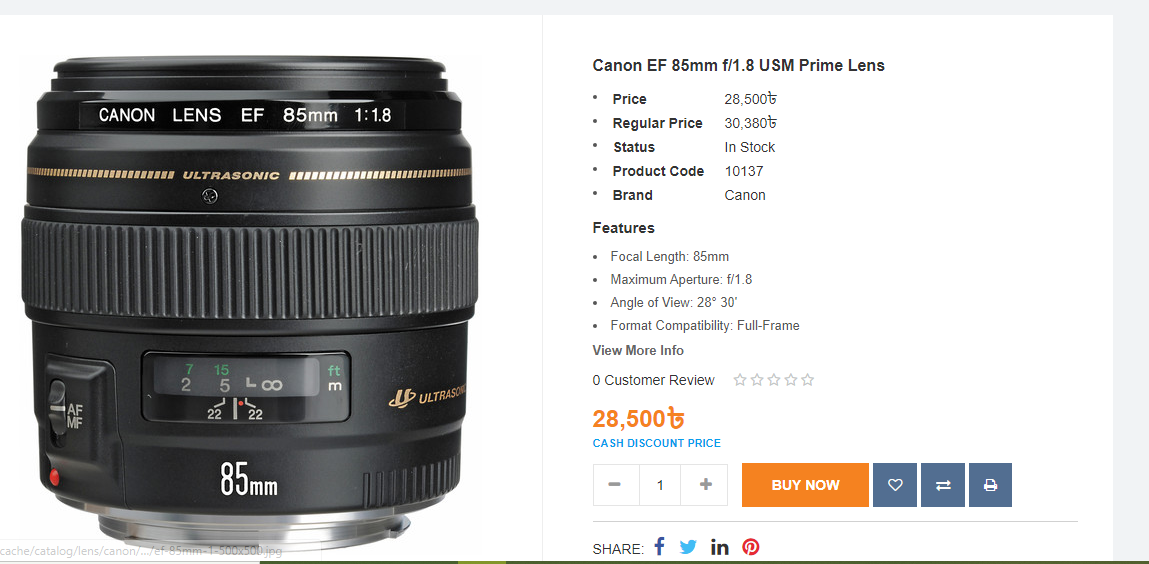 CANON LENS EF 85mm 1:1.8
ULTRASONIC
7 15 ft
2 5 L ∞ m
22 22
AF
MF
ULTRASONIC
85mm
cache/catalog/lens/canon/.../ef-85mm-1-500x500.jpg
Canon EF 85mm f/1.8 USM Prime Lens
• Price 28,500৳
• Regular Price 30,380৳
• Status In Stock
• Product Code 10137
• Brand Canon
Features
• Focal Length: 85mm
• Maximum Aperture: f/1.8
• Angle of View: 28° 30'
• Format Compatibility: Full-Frame
View More Info
0 Customer Review
28,500৳
CASH DISCOUNT PRICE
− 1 + BUY NOW
SHARE: